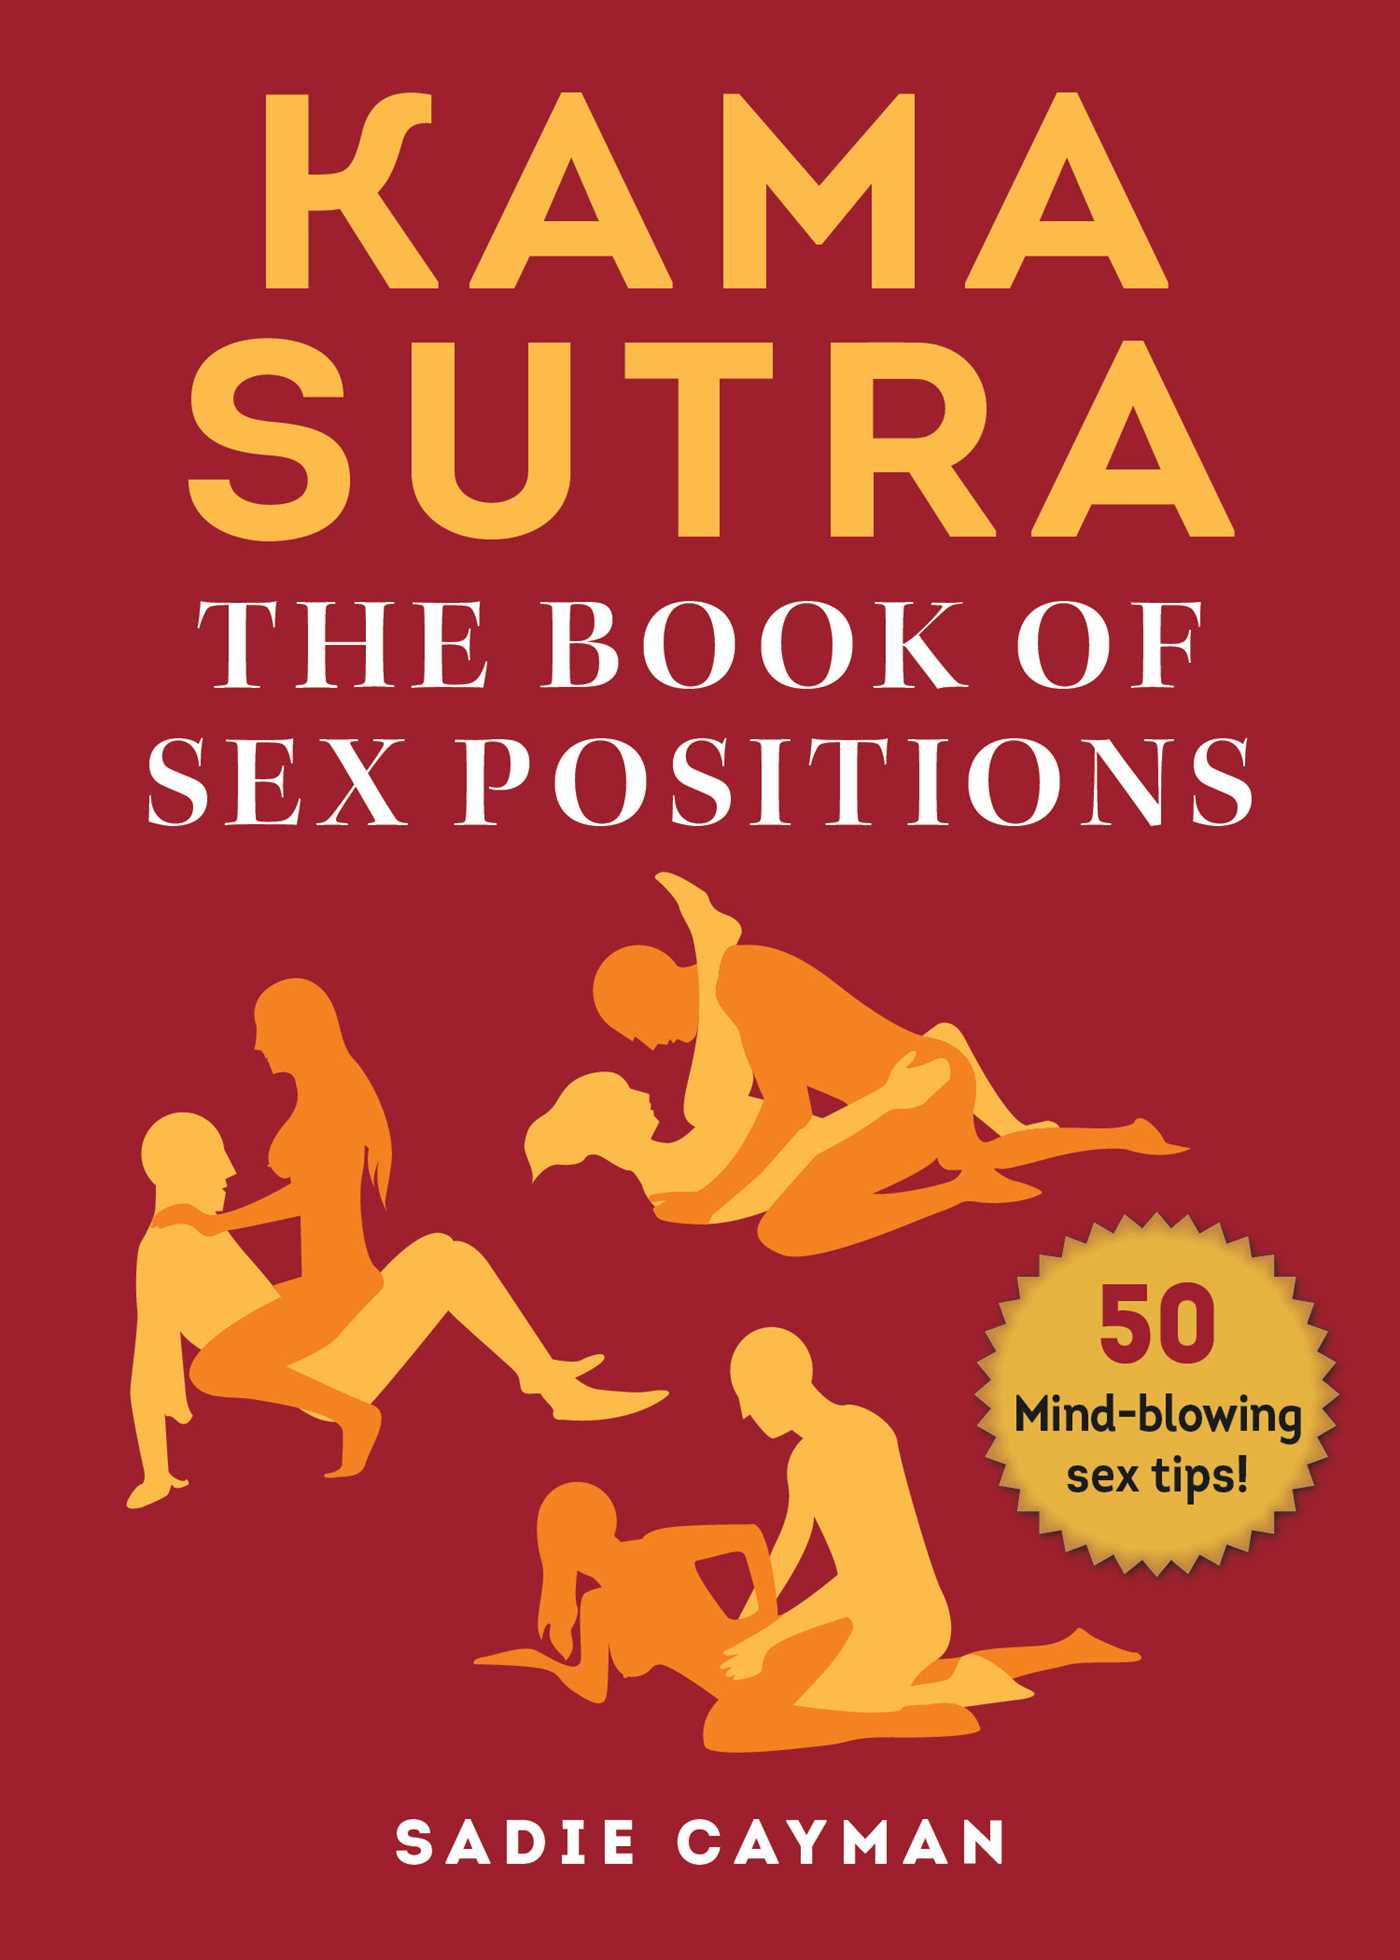 KAMA
SUTRA
THE BOOK OF
SEX POSITIONS
50
Mind-blowing
sex tips!
SADIE CAYMAN